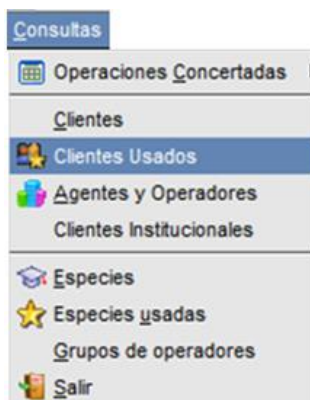 Consultas
Operaciones Concertadas
Clientes
Clientes Usados
Agentes y Operadores
Clientes Institucionales
Especies
Especies usadas
Grupos de operadores
Salir